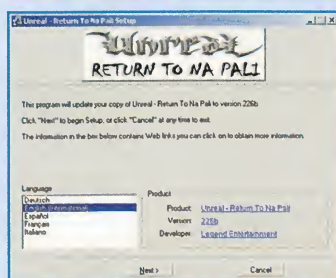 Unreal - Return To Na Pali Setup
Unreal
RETURN TO NA PALI
This program will update your copy of Unreal - Return To Na Pali to version 226b
Click "Next" to begin Setup, or click "Cancel" at any time to exit.
The information in the box below contains Web links you can click on to obtain more information.
Language
Deutsch
English (International)
Español
Français
Italiano
Product
Product: Unreal - Return To Na Pali
Version: 226b
Developer: Legend Entertainment
Next >
Cancel